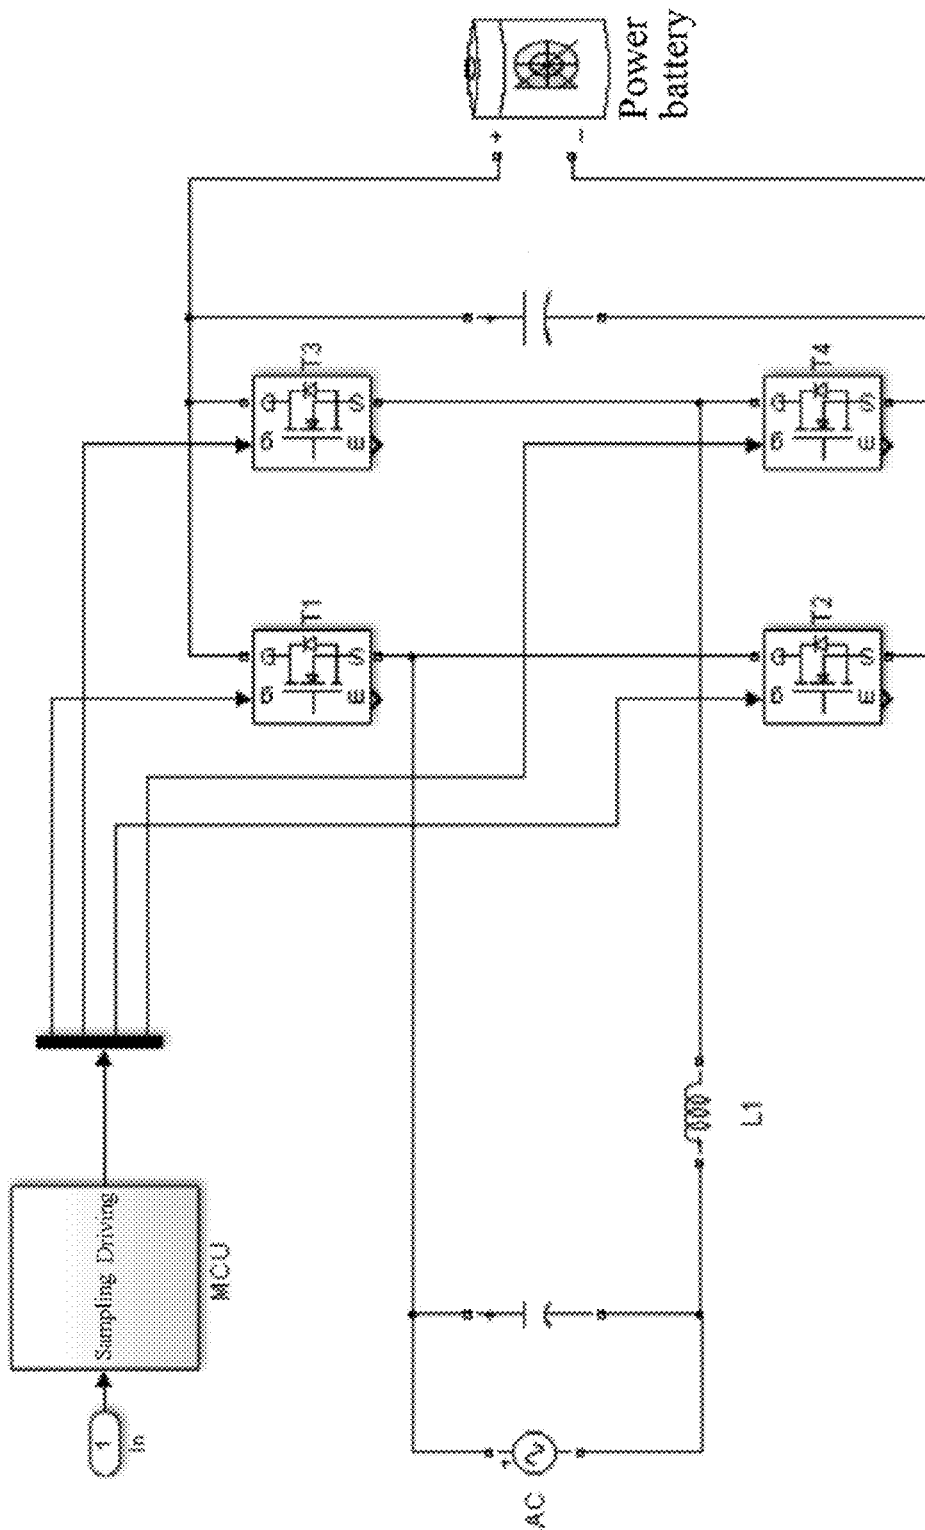 1
In
Sampling Driving
MCU
AC
L1
g
D
S
m
T1
g
D
S
m
T3
g
D
S
m
T2
g
D
S
m
T4
+
+
+
-
Power
battery